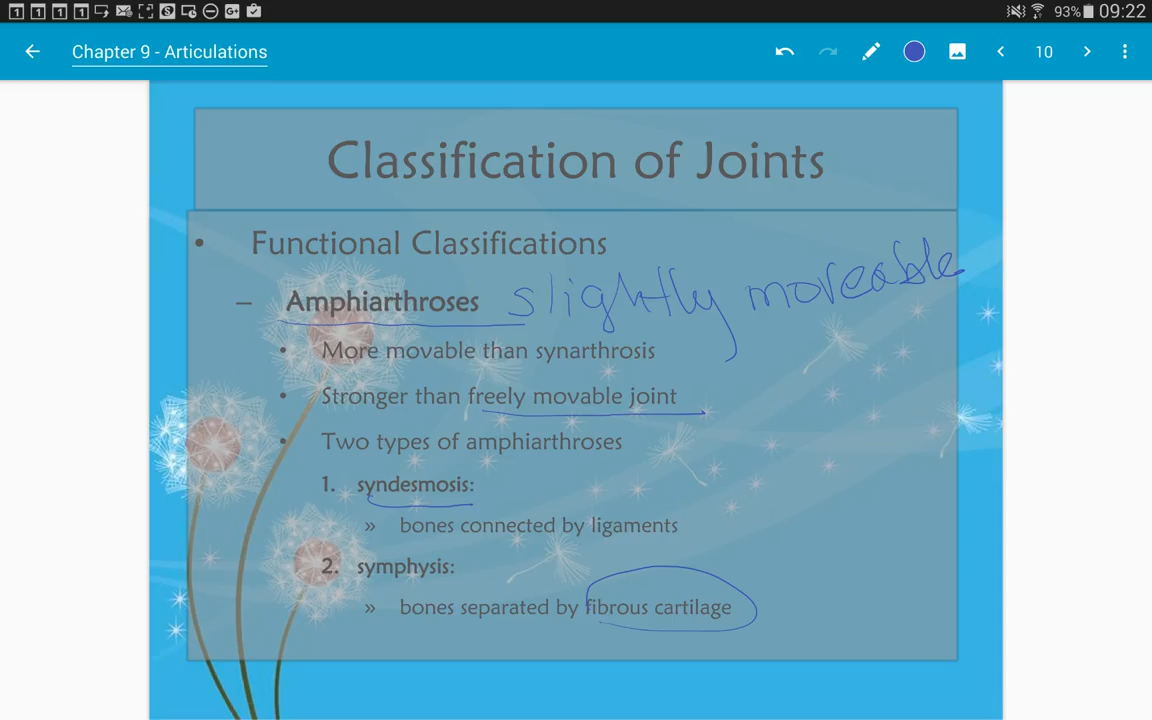 93% 09:22
Chapter 9 - Articulations 10
Classification of Joints
• Functional Classifications
– Amphiarthroses slightly moveable
• More movable than synarthrosis
• Stronger than freely movable joint
• Two types of amphiarthroses
1. syndesmosis:
» bones connected by ligaments
2. symphysis:
» bones separated by fibrous cartilage